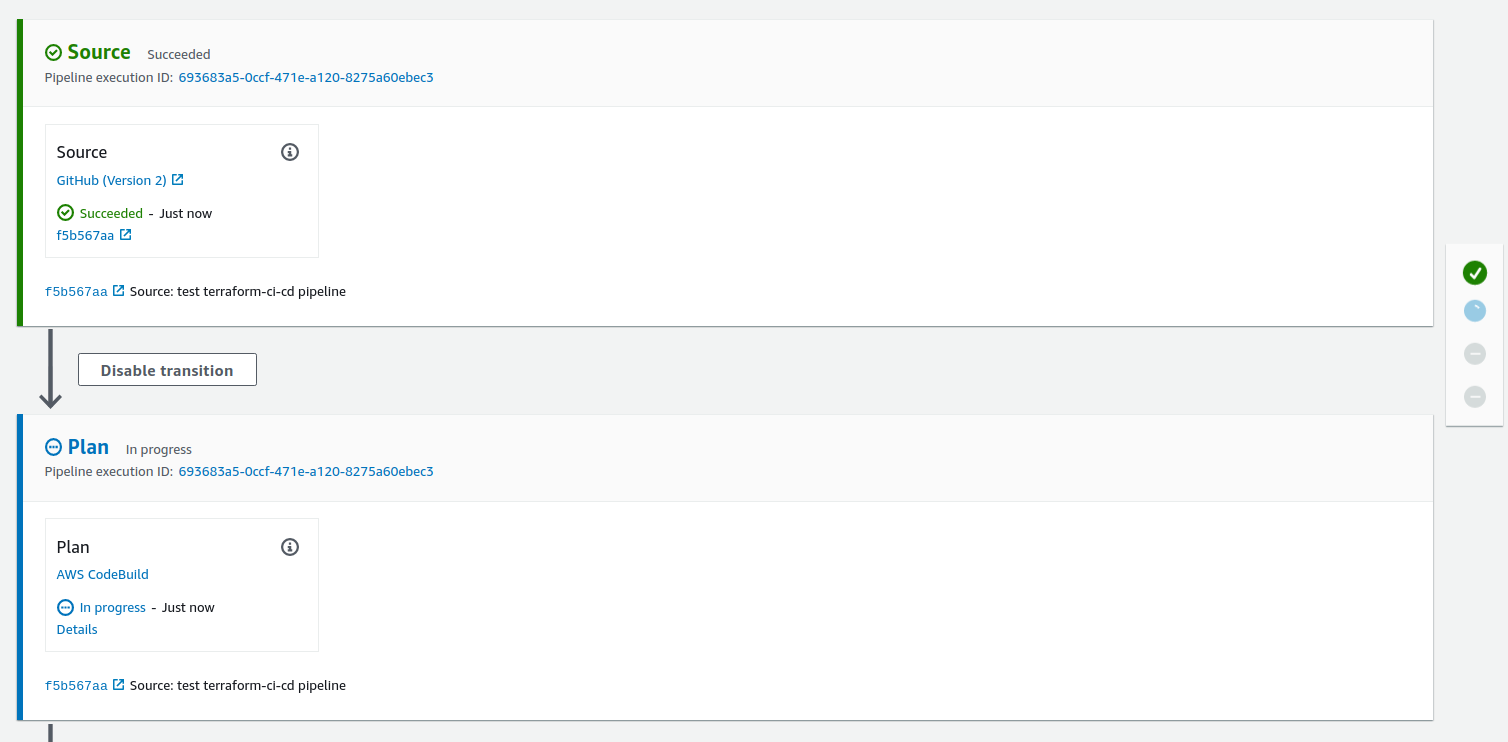 Source Succeeded
Pipeline execution ID: 693683a5-0ccf-471e-a120-8275a60ebec3
Source
GitHub (Version 2)
Succeeded - Just now
f5b567aa
f5b567aa Source: test terraform-ci-cd pipeline
Disable transition
Plan In progress
Pipeline execution ID: 693683a5-0ccf-471e-a120-8275a60ebec3
Plan
AWS CodeBuild
In progress - Just now
Details
f5b567aa Source: test terraform-ci-cd pipeline